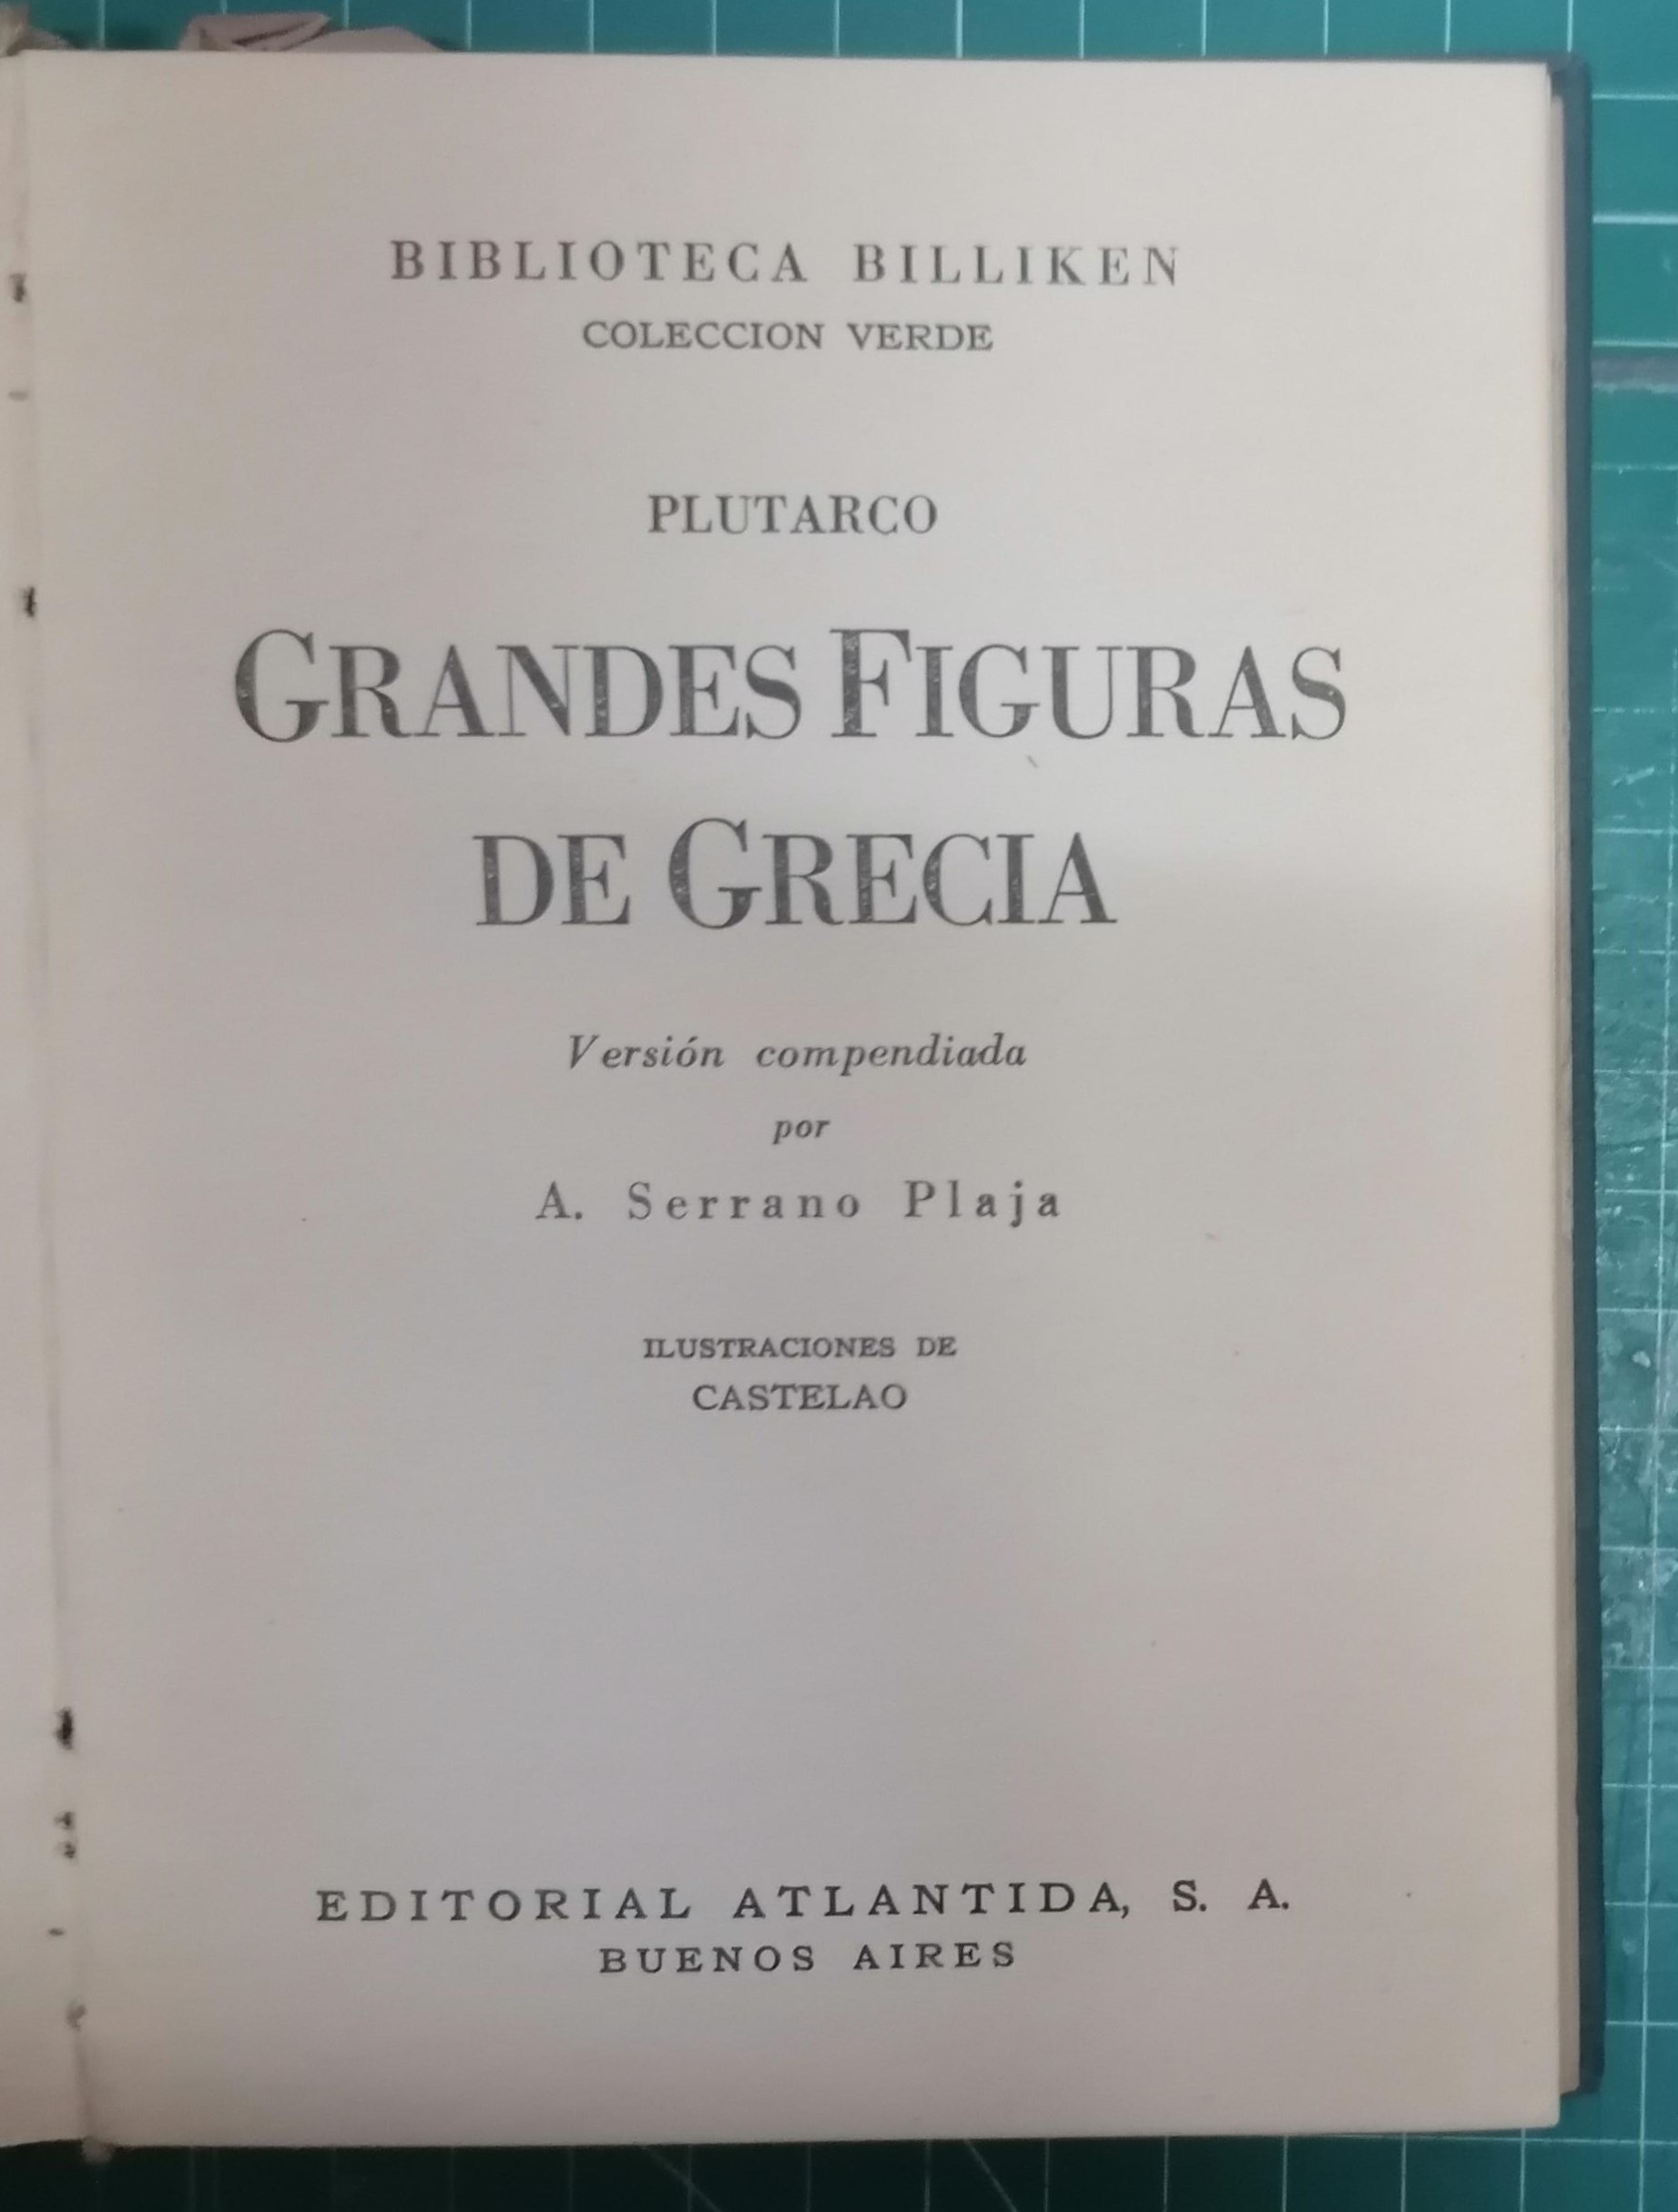 BIBLIOTECA BILLIKEN
COLECCION VERDE
PLUTARCO
GRANDES FIGURAS
DE GRECIA
Versión compendiada
por
A. Serrano Plaja
ILUSTRACIONES DE
CASTELAO
EDITORIAL ATLANTIDA, S. A.
BUENOS AIRES